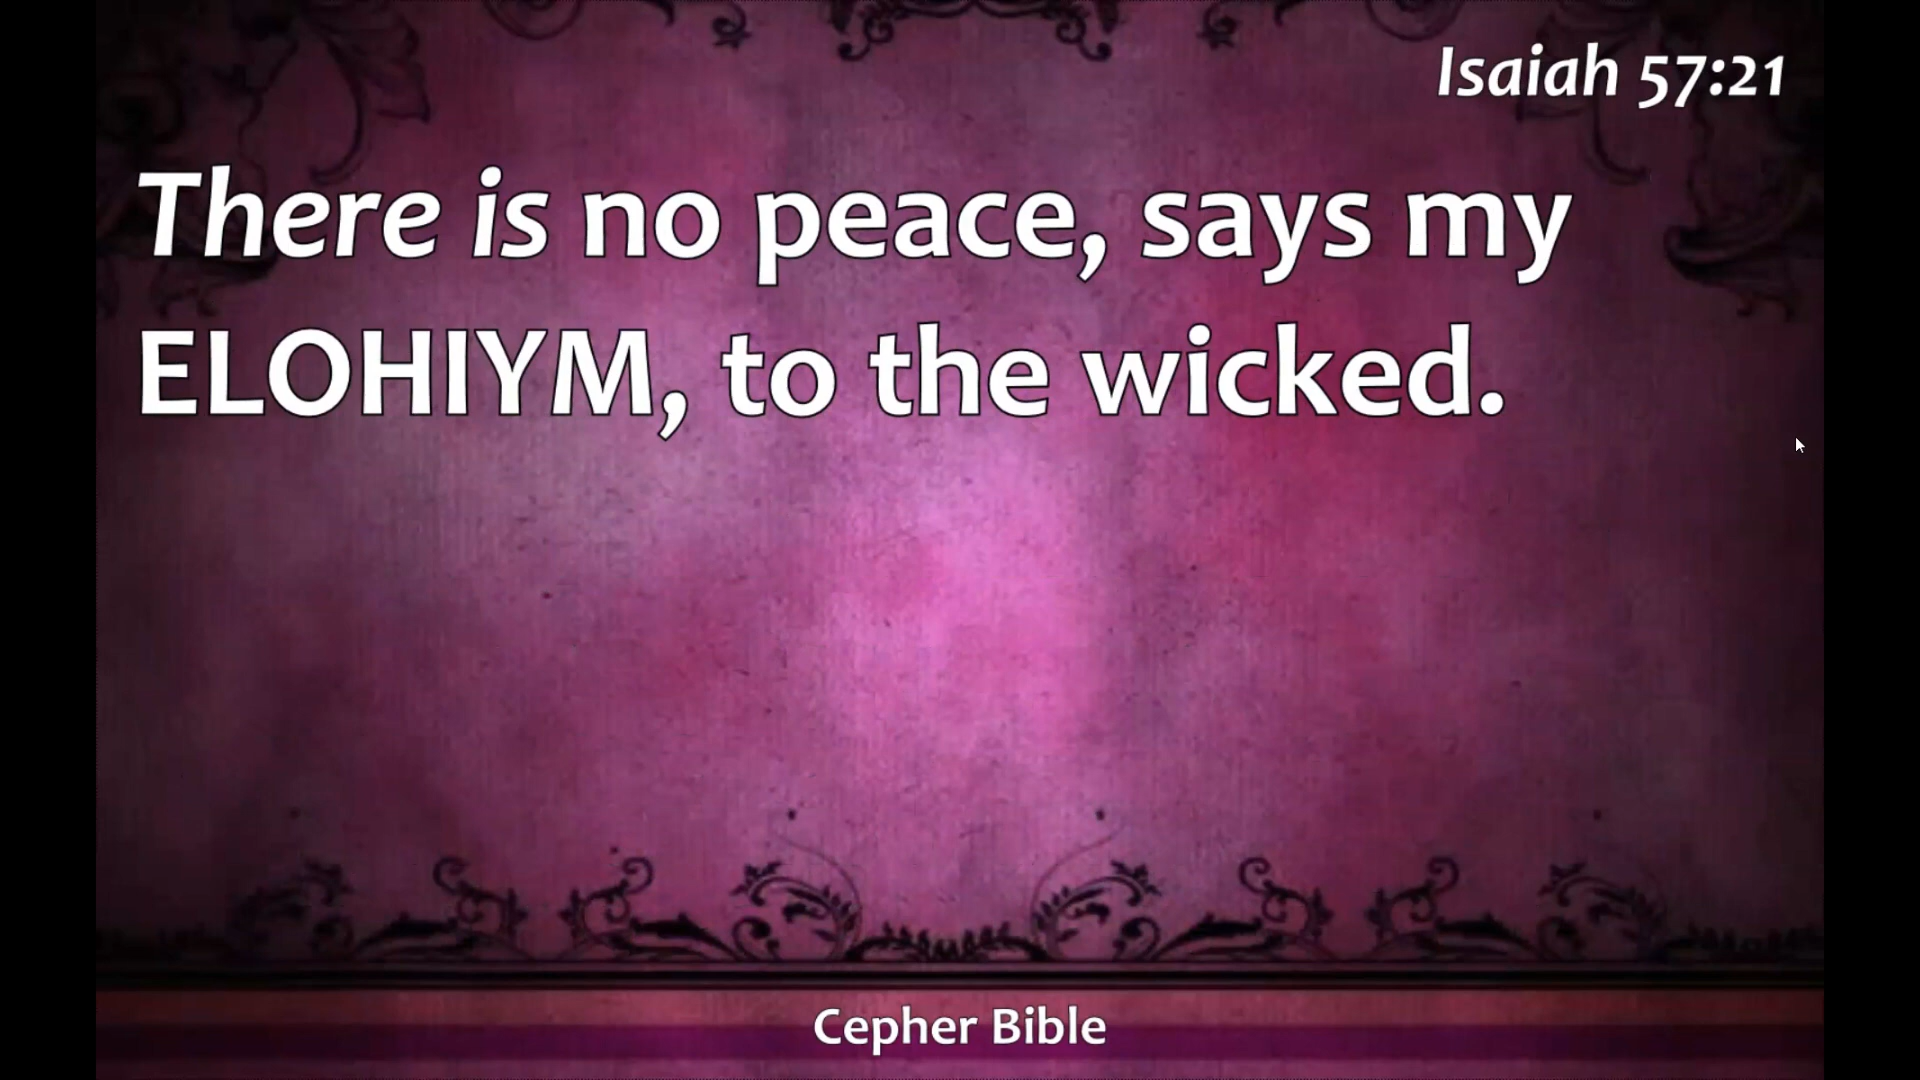 Isaiah 57:21
There is no peace, says my
ELOHIYM, to the wicked.
Cepher Bible